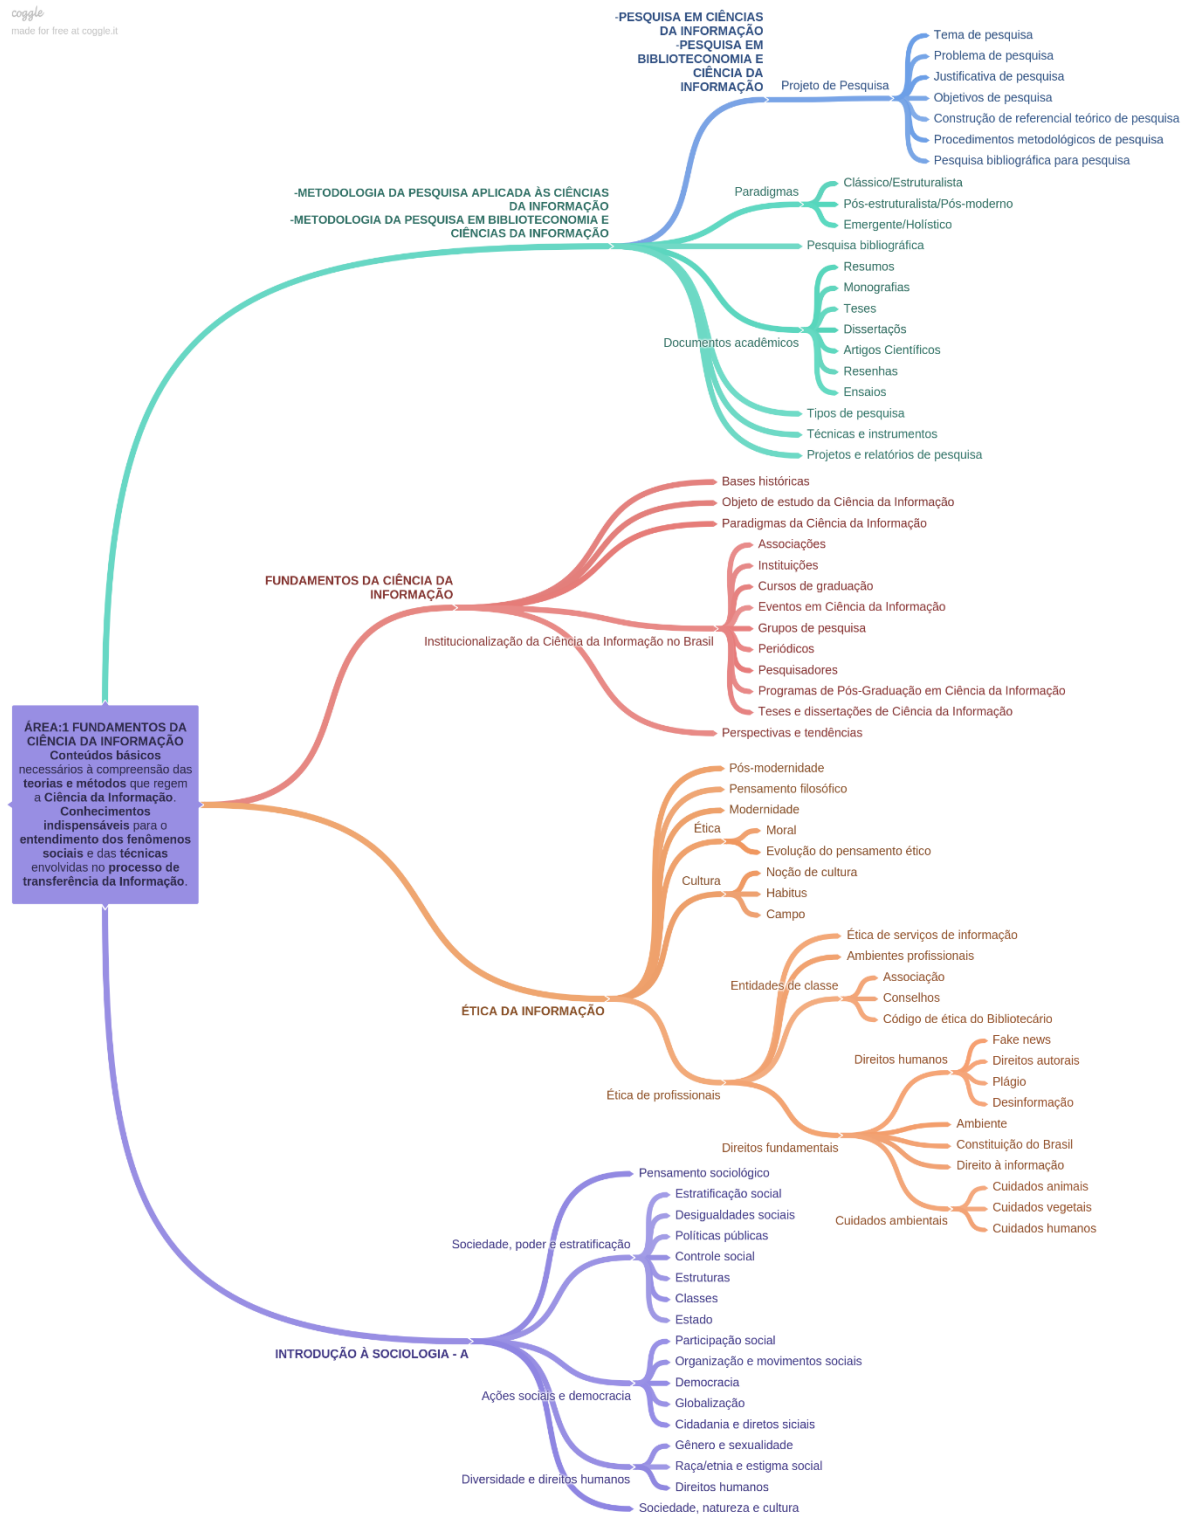 coggle
made for free at coggle.it
-PESQUISA EM CIÊNCIAS
DA INFORMAÇÃO
-PESQUISA EM
BIBLIOTECONOMIA E
CIÊNCIA DA
INFORMAÇÃO
Projeto de Pesquisa
Tema de pesquisa
Problema de pesquisa
Justificativa de pesquisa
Objetivos de pesquisa
Construção de referencial teórico de pesquisa
Procedimentos metodológicos de pesquisa
Pesquisa bibliográfica para pesquisa
-METODOLOGIA DA PESQUISA APLICADA ÀS CIÊNCIAS
DA INFORMAÇÃO
-METODOLOGIA DA PESQUISA EM BIBLIOTECONOMIA E
CIÊNCIAS DA INFORMAÇÃO
Paradigmas
Clássico/Estruturalista
Pós-estruturalista/Pós-moderno
Emergente/Holístico
Pesquisa bibliográfica
Documentos acadêmicos
Resumos
Monografias
Teses
Dissertaçõs
Artigos Científicos
Resenhas
Ensaios
Tipos de pesquisa
Técnicas e instrumentos
Projetos e relatórios de pesquisa
FUNDAMENTOS DA CIÊNCIA DA
INFORMAÇÃO
Bases históricas
Objeto de estudo da Ciência da Informação
Paradigmas da Ciência da Informação
Institucionalização da Ciência da Informação no Brasil
Associações
Instituições
Cursos de graduação
Eventos em Ciência da Informação
Grupos de pesquisa
Periódicos
Pesquisadores
Programas de Pós-Graduação em Ciência da Informação
Teses e dissertações de Ciência da Informação
Perspectivas e tendências
ÁREA:1 FUNDAMENTOS DA
CIÊNCIA DA INFORMAÇÃO
Conteúdos básicos
necessários à compreensão das
teorias e métodos que regem
a Ciência da Informação.
Conhecimentos
indispensáveis para o
entendimento dos fenômenos
sociais e das técnicas
envolvidas no processo de
transferência da Informação.
ÉTICA DA INFORMAÇÃO
Pós-modernidade
Pensamento filosófico
Modernidade
Ética
Moral
Evolução do pensamento ético
Cultura
Noção de cultura
Habitus
Campo
Ética de profissionais
Ética de serviços de informação
Ambientes profissionais
Entidades de classe
Associação
Conselhos
Código de ética do Bibliotecário
Direitos fundamentais
Direitos humanos
Fake news
Direitos autorais
Plágio
Desinformação
Ambiente
Constituição do Brasil
Direito à informação
Cuidados ambientais
Cuidados animais
Cuidados vegetais
Cuidados humanos
INTRODUÇÃO À SOCIOLOGIA - A
Pensamento sociológico
Sociedade, poder e estratificação
Estratificação social
Desigualdades sociais
Políticas públicas
Controle social
Estruturas
Classes
Estado
Ações sociais e democracia
Participação social
Organização e movimentos sociais
Democracia
Globalização
Cidadania e diretos siciais
Diversidade e direitos humanos
Gênero e sexualidade
Raça/etnia e estigma social
Direitos humanos
Sociedade, natureza e cultura